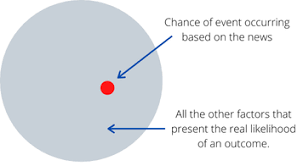 Chance of event occurring
based on the news
All the other factors that
present the real likelihood
of an outcome.